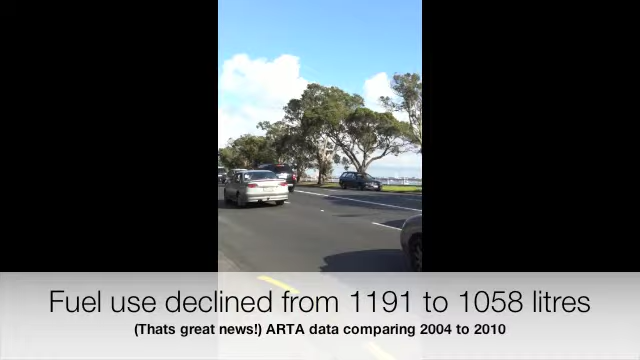 Fuel use declined from 1191 to 1058 litres
(Thats great news!) ARTA data comparing 2004 to 2010